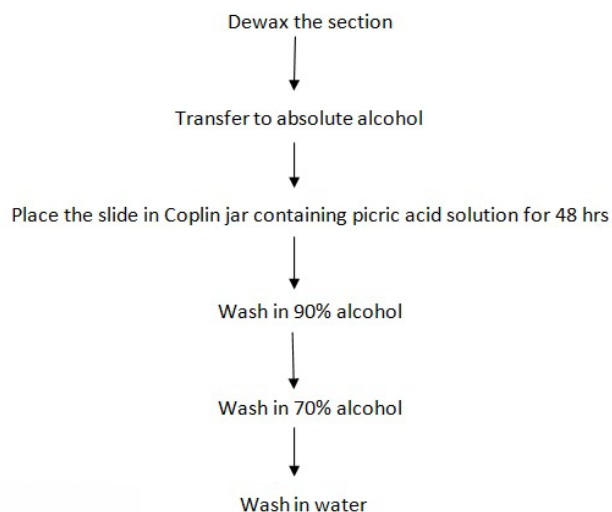 Dewax the section
Transfer to absolute alcohol
Place the slide in Coplin jar containing picric acid solution for 48 hrs
Wash in 90% alcohol
Wash in 70% alcohol
Wash in water